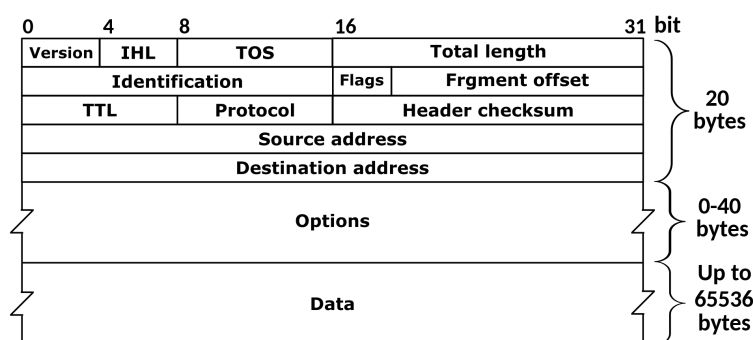 0 4 8 16 31 bit
Version IHL TOS Total length
Identification Flags Frgment offset
TTL Protocol Header checksum
Source address
Destination address
20
bytes
Options
0-40
bytes
Data
Up to
65536
bytes